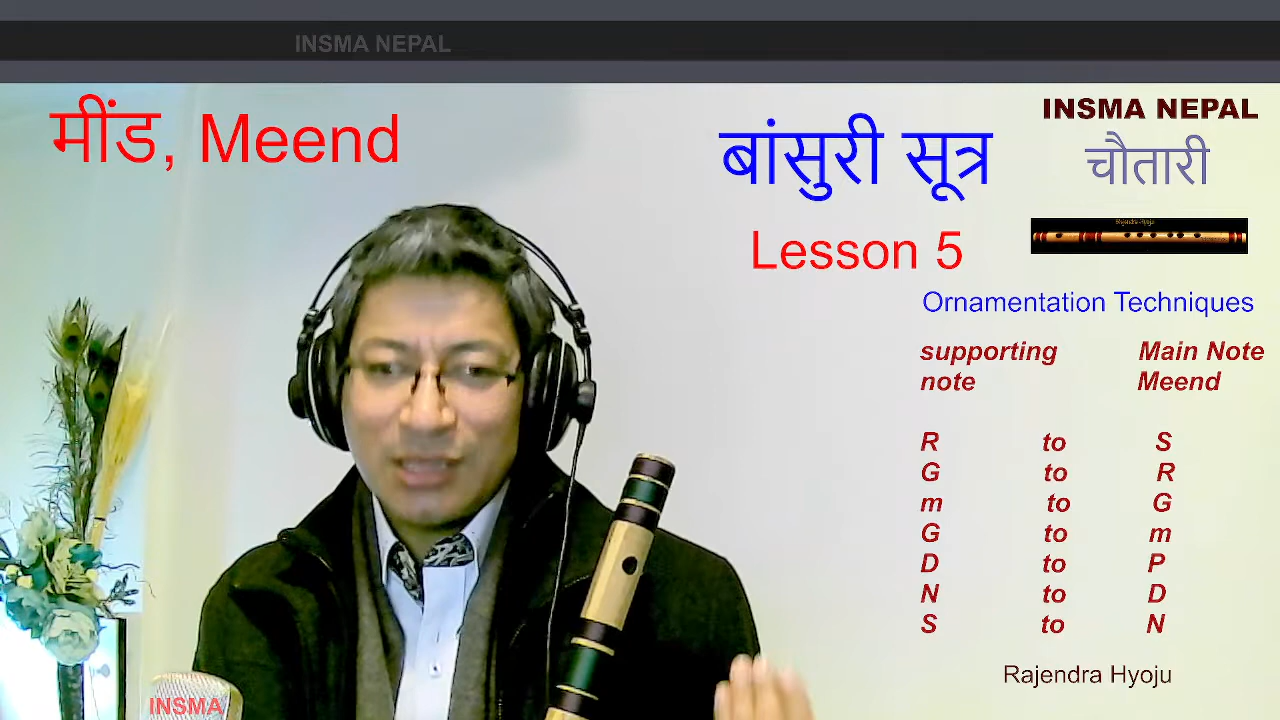 INSMA NEPAL
मींड, Meend
बांसुरी सूत्र
Lesson 5
INSMA NEPAL
चौतारी
Ornamentation Techniques
supporting note
Main Note Meend
R to S
G to R
m to G
G to m
D to P
N to D
S to N
Rajendra Hyoju
INSMA